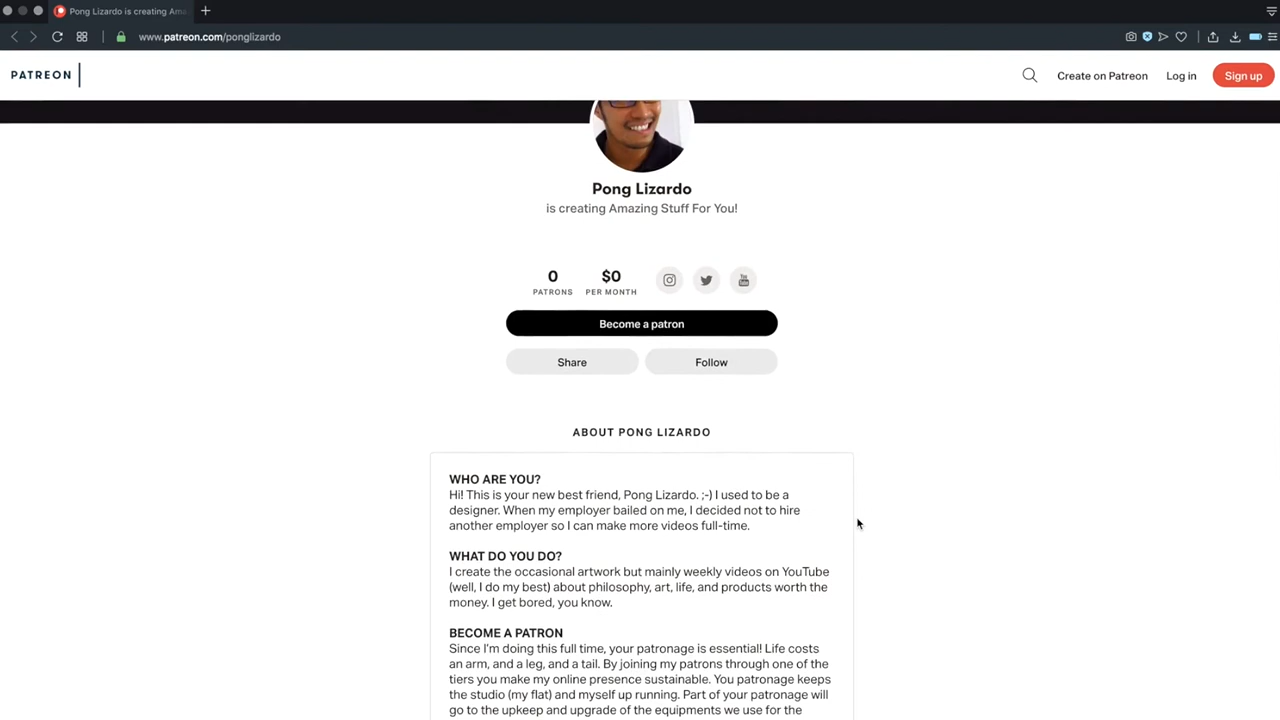 Pong Lizardo is creating Ama
www.patreon.com/ponglizardo
PATREON
Create on Patreon
Log in
Sign up
Pong Lizardo
is creating Amazing Stuff For You!
0
PATRONS
$0
PER MONTH
Become a patron
Share
Follow
ABOUT PONG LIZARDO
WHO ARE YOU?
Hi! This is your new best friend, Pong Lizardo. ;-) I used to be a
designer. When my employer bailed on me, I decided not to hire
another employer so I can make more videos full-time.
WHAT DO YOU DO?
I create the occasional artwork but mainly weekly videos on YouTube
(well, I do my best) about philosophy, art, life, and products worth the
money. I get bored, you know.
BECOME A PATRON
Since I'm doing this full time, your patronage is essential! Life costs
an arm, and a leg, and a tail. By joining my patrons through one of the
tiers you make my online presence sustainable. You patronage keeps
the studio (my flat) and myself up running. Part of your patronage will
go to the upkeep and upgrade of the equipments we use for the